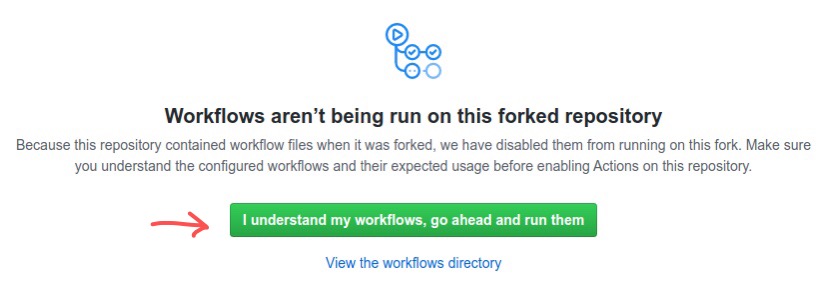 Workflows aren’t being run on this forked repository
Because this repository contained workflow files when it was forked, we have disabled them from running on this fork. Make sure
you understand the configured workflows and their expected usage before enabling Actions on this repository.
I understand my workflows, go ahead and run them
View the workflows directory